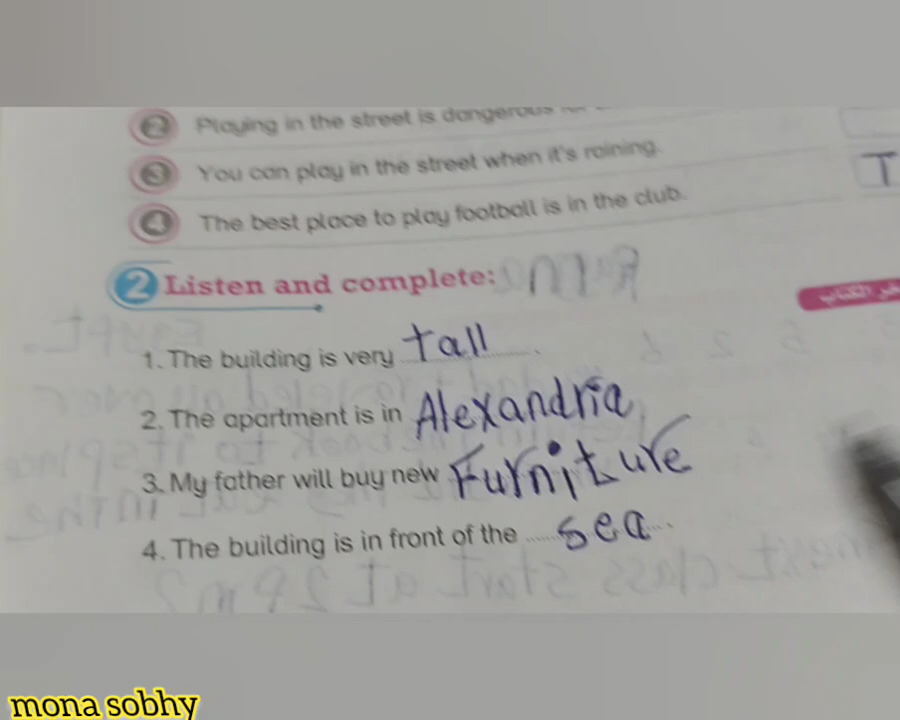 2 Playing in the street is dangerous
3 You can play in the street when it's raining.
T
4 The best place to play football is in the club.
2 Listen and complete:
1. The building is very tall.
2. The apartment is in Alexandria
3. My father will buy new Furniture
4. The building is in front of the ......sea....
mona sobhy